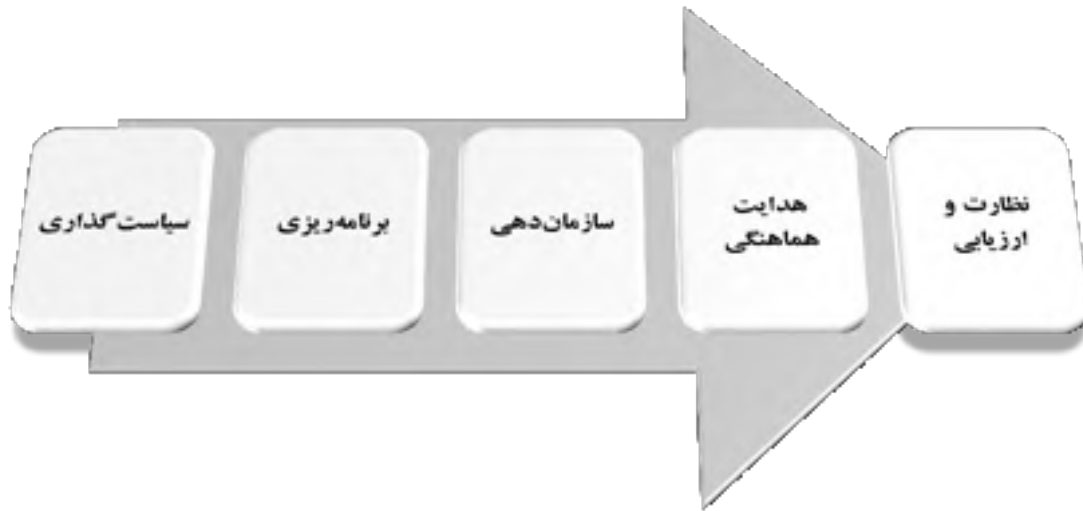 سیاست‌گذاری
برنامه‌ریزی
سازمان‌دهی
هدایت
هماهنگی
نظارت و
ارزیابی